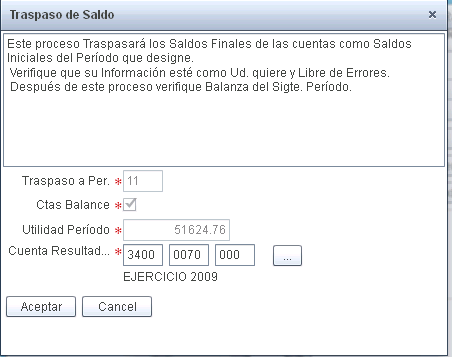 Traspaso de Saldo
Este proceso Traspasará los Saldos Finales de las cuentas como Saldos
Iniciales del Período que designe.
Verifique que su Información esté como Ud. quiere y Libre de Errores.
Después de este proceso verifique Balanza del Sigte. Período.
Traspaso a Per. * 11
Ctas Balance *
Utilidad Período * 51624.76
Cuenta Resultad... * 3400 0070 000 ...
EJERCICIO 2009
Aceptar Cancel